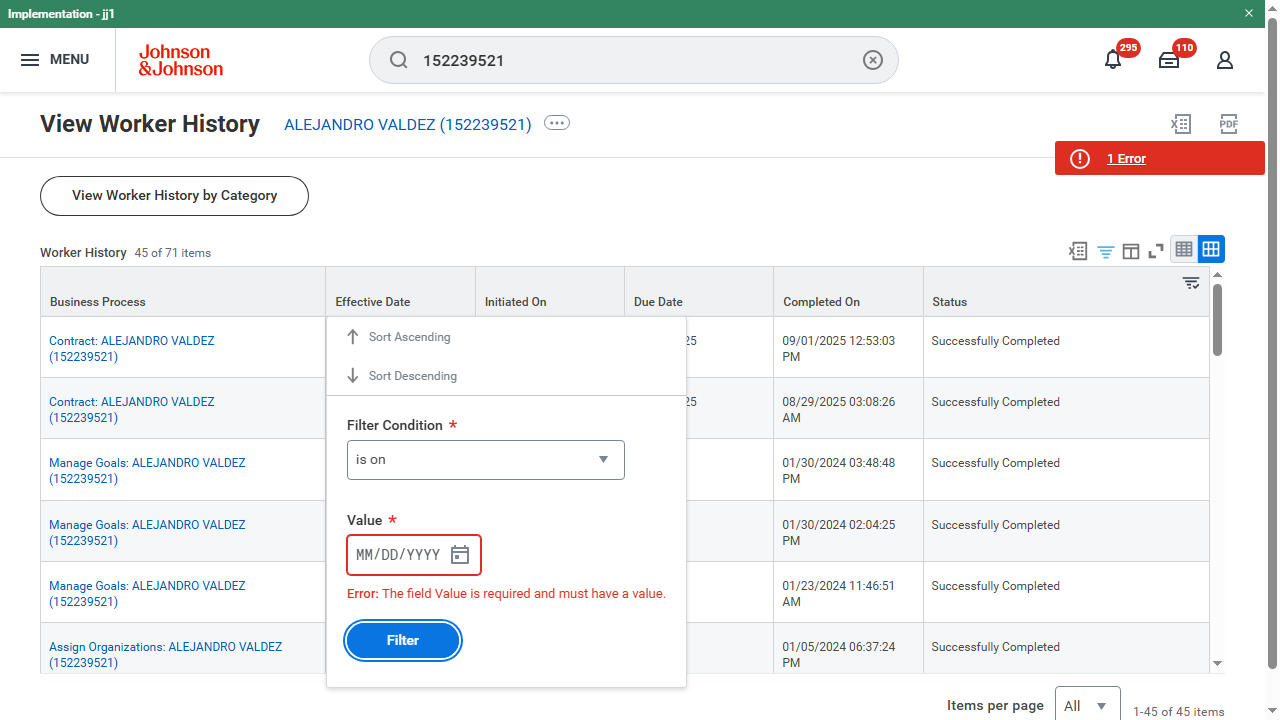 Implementation - jj1
MENU
Johnson
&Johnson
152239521
295
110
View Worker History
ALEJANDRO VALDEZ (152239521)
PDF
1 Error
View Worker History by Category
Worker History 45 of 71 items
Business Process
Effective Date
Initiated On
Due Date
Completed On
Status
Contract: ALEJANDRO VALDEZ
(152239521)
25
09/01/2025 12:53:03
PM
Successfully Completed
Contract: ALEJANDRO VALDEZ
(152239521)
25
08/29/2025 03:08:26
AM
Successfully Completed
Manage Goals: ALEJANDRO VALDEZ
(152239521)
01/30/2024 03:48:48
PM
Successfully Completed
Manage Goals: ALEJANDRO VALDEZ
(152239521)
01/30/2024 02:04:25
PM
Successfully Completed
Manage Goals: ALEJANDRO VALDEZ
(152239521)
01/23/2024 11:46:51
AM
Successfully Completed
Assign Organizations: ALEJANDRO VALDEZ
(152239521)
01/05/2024 06:37:24
PM
Successfully Completed
Sort Ascending
Sort Descending
Filter Condition *
is on
Value *
MM/DD/YYYY
Error: The field Value is required and must have a value.
Filter
Items per page
All
1-45 of 45 items